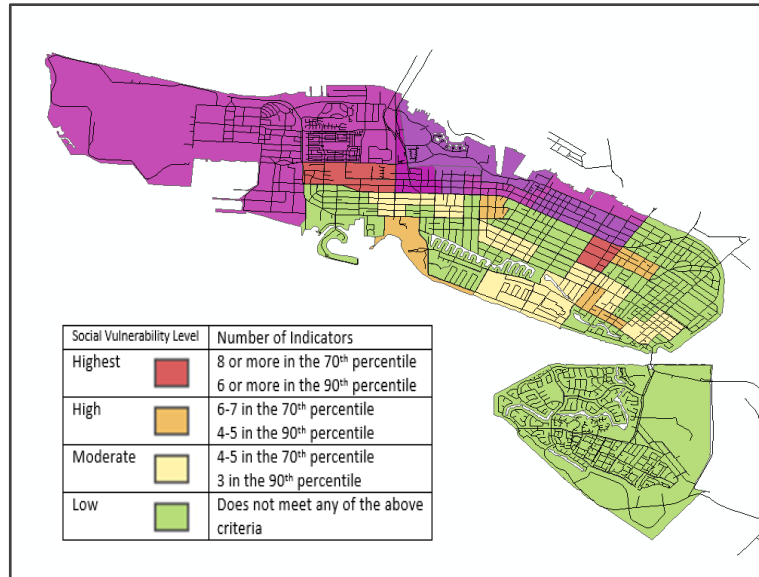 Social Vulnerability Level Number of Indicators
Highest 8 or more in the 70th percentile
6 or more in the 90th percentile
High 6-7 in the 70th percentile
4-5 in the 90th percentile
Moderate 4-5 in the 70th percentile
3 in the 90th percentile
Low Does not meet any of the above
criteria